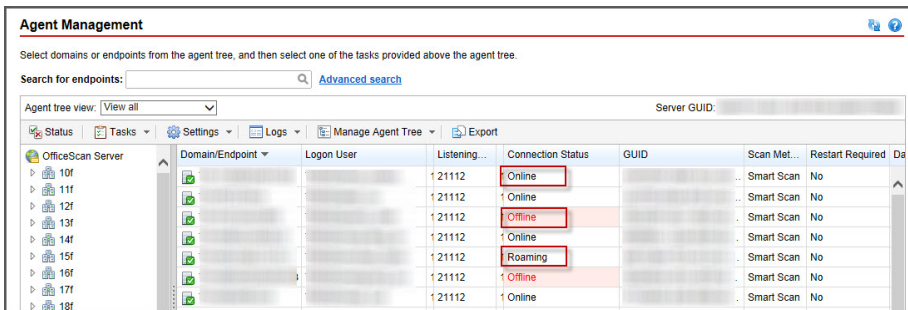 Agent Management
Select domains or endpoints from the agent tree, and then select one of the tasks provided above the agent tree.
Search for endpoints: Advanced search
Agent tree view: View all Server GUID:
Status Tasks Settings Logs Manage Agent Tree Export
OfficeScan Server Domain/Endpoint Logon User Listening... Connection Status GUID Scan Met... Restart Required Da
10f 21112 Online Smart Scan No
11f 21112 Online Smart Scan No
12f 21112 Offline Smart Scan No
13f
14f 21112 Online Smart Scan No
15f 21112 Roaming Smart Scan No
16f 21112 Offline Smart Scan No
17f 21112 Online Smart Scan No
18f